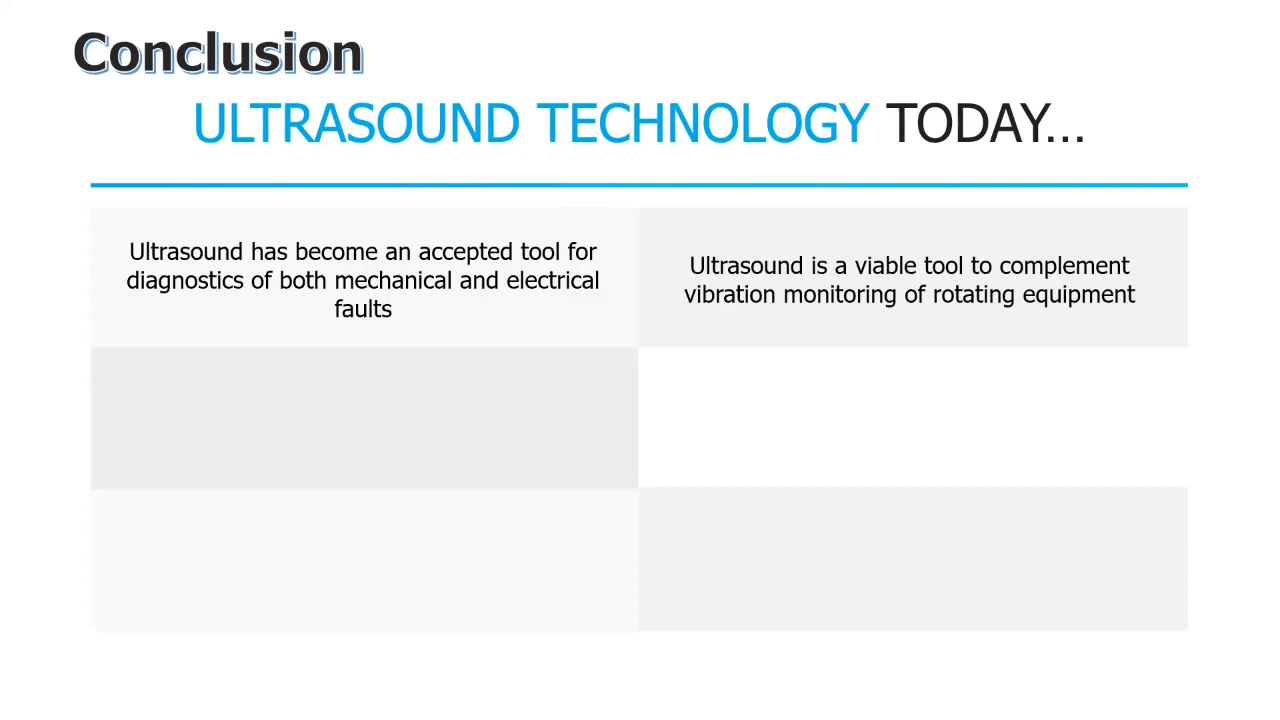 Conclusion
ULTRASOUND TECHNOLOGY TODAY...
Ultrasound has become an accepted tool for
diagnostics of both mechanical and electrical
faults
Ultrasound is a viable tool to complement
vibration monitoring of rotating equipment